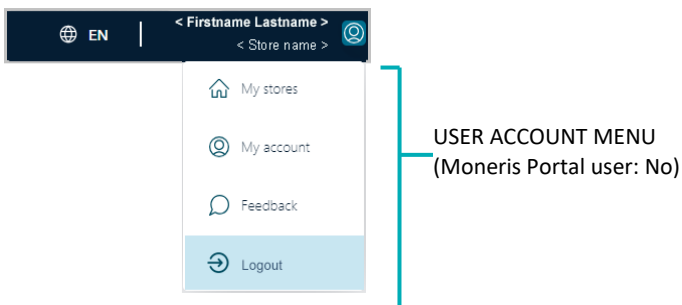 EN
< Firstname Lastname >
< Store name >
My stores
My account
Feedback
Logout
USER ACCOUNT MENU
(Moneris Portal user: No)